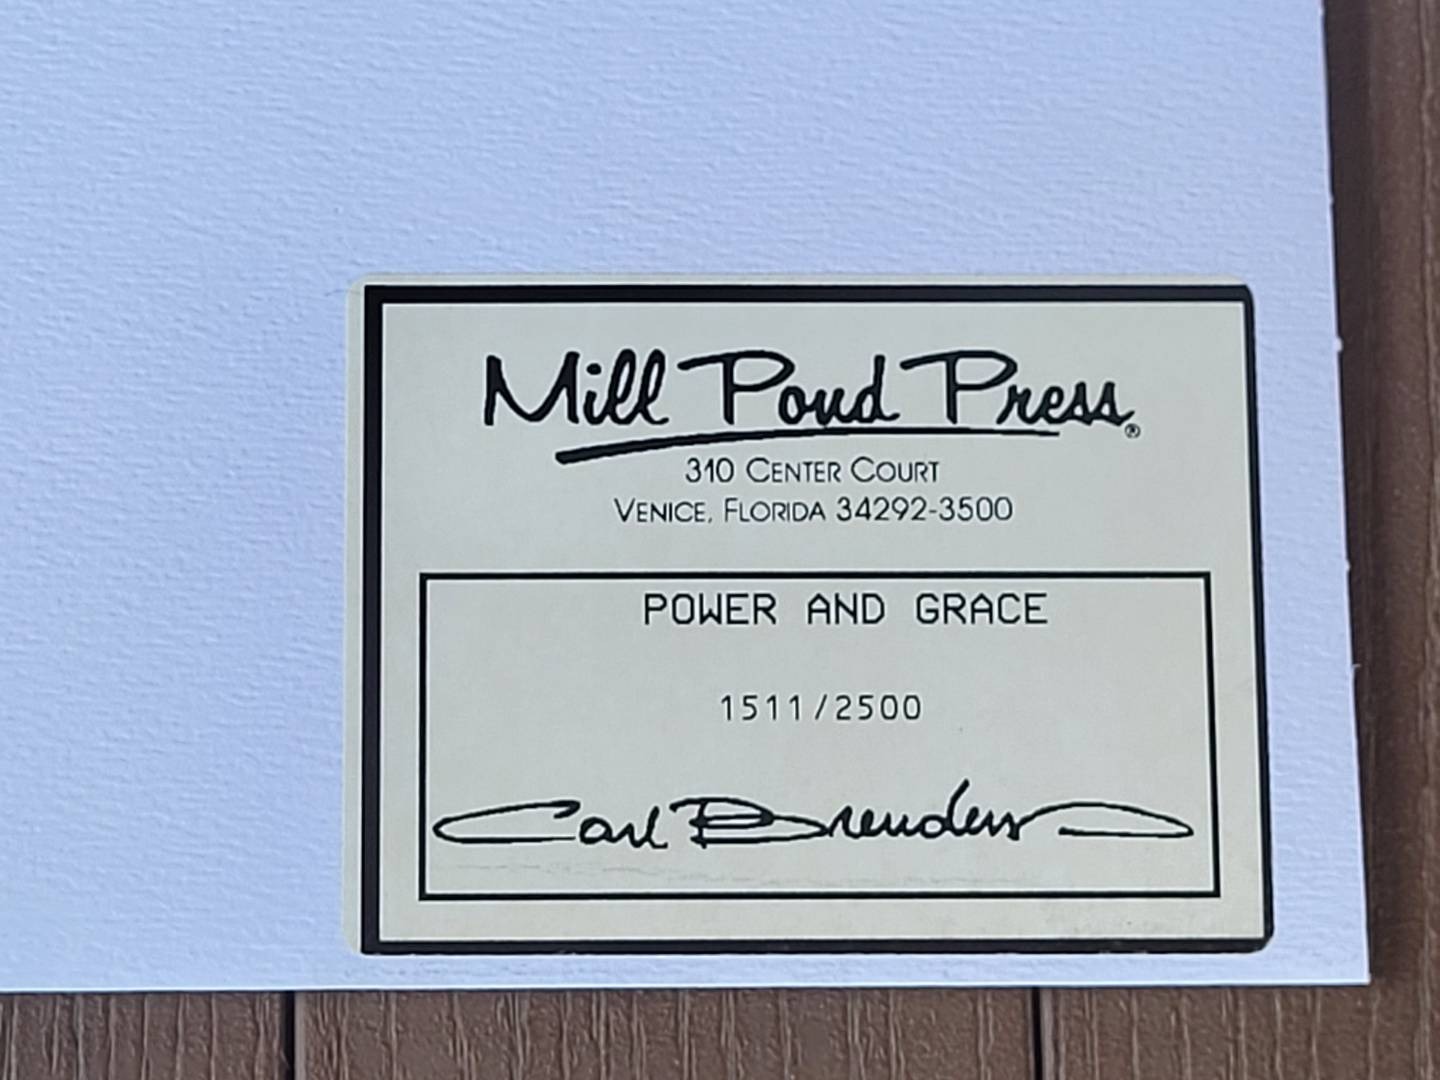 Mill Pond Press®
310 CENTER COURT
VENICE, FLORIDA 34292-3500
POWER AND GRACE
1511/2500
Carl Brenders